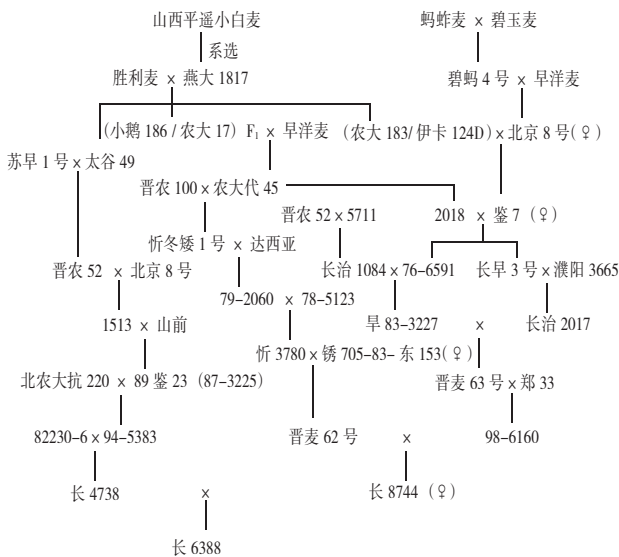 山西平遥小白麦 蚂蚱麦 × 碧玉麦
系选
胜利麦 × 燕大 1817 碧蚂 4 号 × 早洋麦
(小鹅 186 / 农大 17) F₁ × 早洋麦 (农大 183/ 伊卡 124D) × 北京 8 号(♀)
苏早 1 号 × 太谷 49
晋农 100 × 农大代 45
晋农 52 × 5711 2018 × 鉴 7 (♀)
忻冬矮 1 号 × 达西亚
晋农 52 × 北京 8 号 长治 1084 × 76-6591 长早 3 号 × 濮阳 3665
79-2060 × 78-5123
1513 × 山前 旱 83-3227 × 长治 2017
忻 3780 × 锈 705-83- 东 153(♀)
北农大抗 220 × 89 鉴 23 (87-3225) 晋麦 63 号 × 郑 33
82230-6 × 94-5383 晋麦 62 号 × 98-6160
长 4738 × 长 8744 (♀)
长 6388